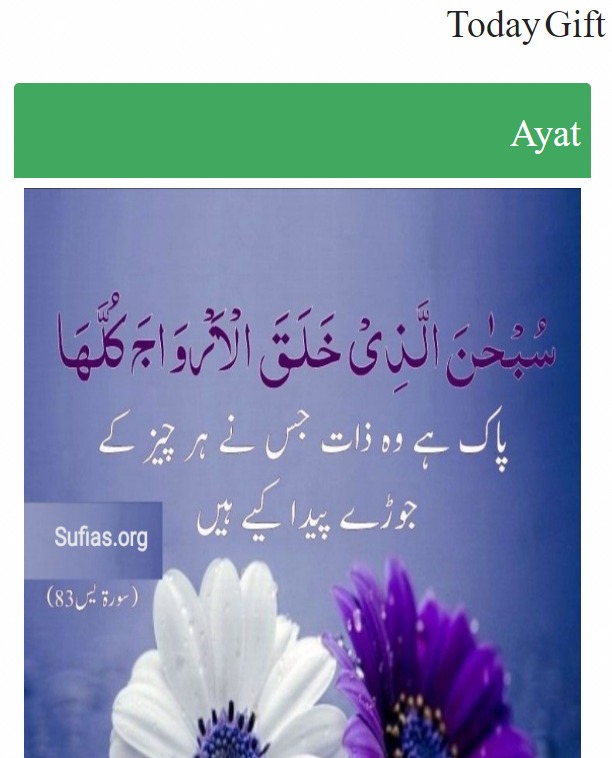 Today Gift
Ayat
سُبْحٰنَ الَّذِیْ خَلَقَ الْاَزْوَاجَ كُلَّهَا
پاک ہے وہ ذات جس نے ہر چیز کے
جوڑے پیدا کیے ہیں
Sufias.org
(سورۃ یٰس83)